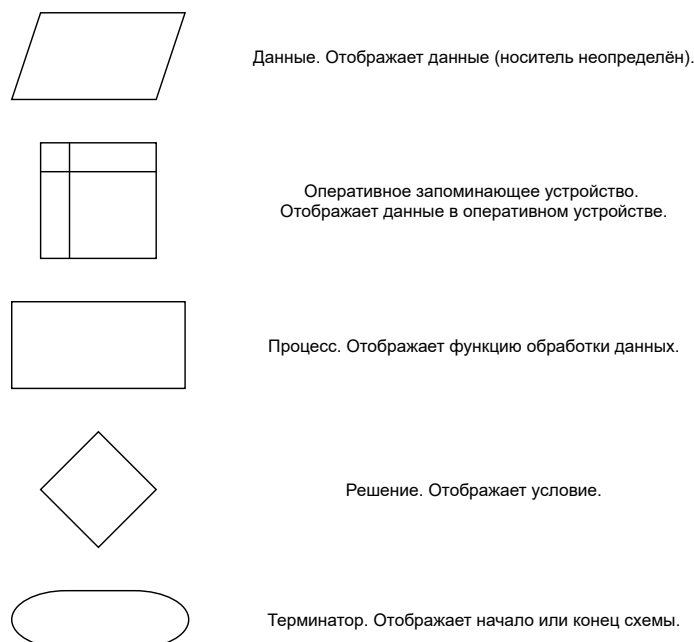 Данные. Отображает данные (носитель неопределён).
Оперативное запоминающее устройство.
Отображает данные в оперативном устройстве.
Процесс. Отображает функцию обработки данных.
Решение. Отображает условие.
Терминатор. Отображает начало или конец схемы.